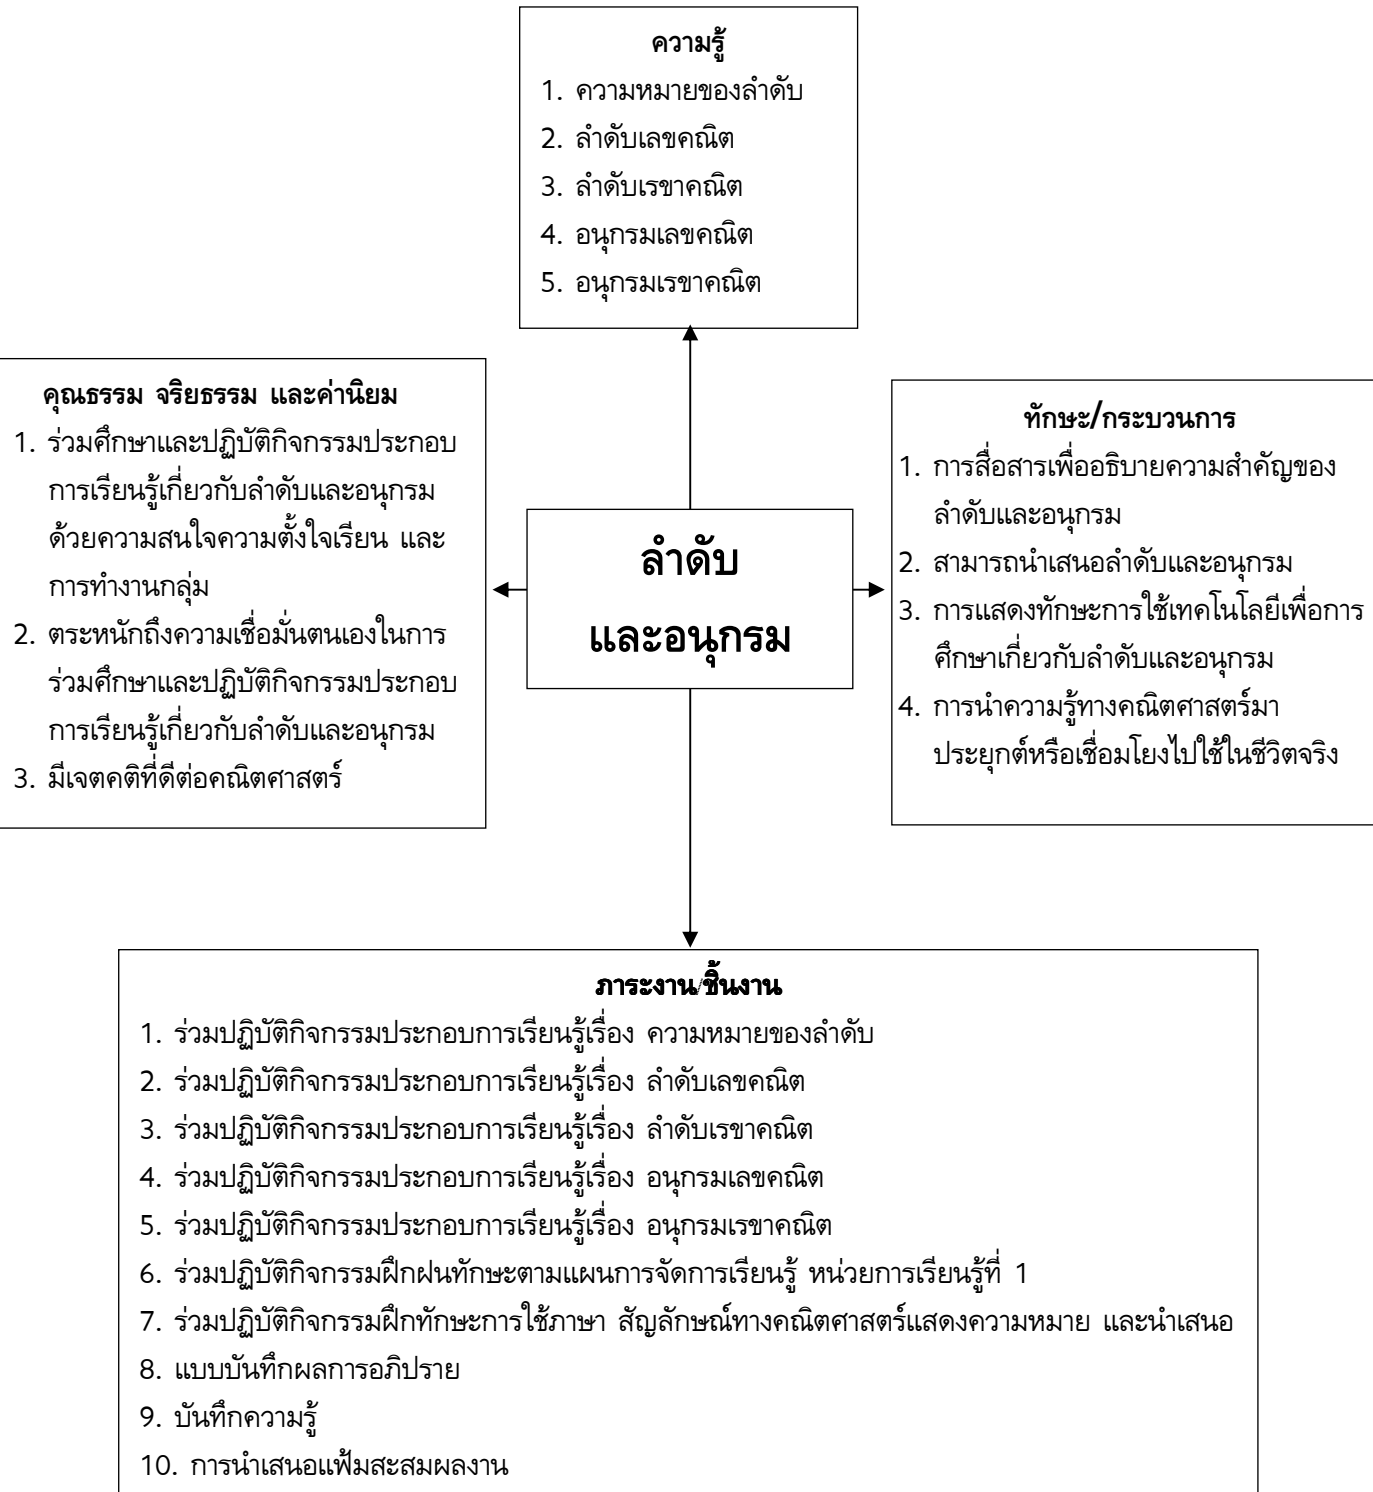 ความรู้
1. ความหมายของลำดับ
2. ลำดับเลขคณิต
3. ลำดับเรขาคณิต
4. อนุกรมเลขคณิต
5. อนุกรมเรขาคณิต
คุณธรรม จริยธรรม และค่านิยม
1. ร่วมศึกษาและปฏิบัติกิจกรรมประกอบ
การเรียนรู้เกี่ยวกับลำดับและอนุกรม
ด้วยความสนใจความตั้งใจเรียน และ
การทำงานกลุ่ม
2. ตระหนักถึงความเชื่อมั่นตนเองในการ
ร่วมศึกษาและปฏิบัติกิจกรรมประกอบ
การเรียนรู้เกี่ยวกับลำดับและอนุกรม
3. มีเจตคติที่ดีต่อคณิตศาสตร์
ลำดับ
และอนุกรม
ทักษะ/กระบวนการ
1. การสื่อสารเพื่ออธิบายความสำคัญของ
ลำดับและอนุกรม
2. สามารถนำเสนอลำดับและอนุกรม
3. การแสดงทักษะการใช้เทคโนโลยีเพื่อการ
ศึกษาเกี่ยวกับลำดับและอนุกรม
4. การนำความรู้ทางคณิตศาสตร์มา
ประยุกต์หรือเชื่อมโยงไปใช้ในชีวิตจริง
ภาระงาน/ชิ้นงาน
1. ร่วมปฏิบัติกิจกรรมประกอบการเรียนรู้เรื่อง ความหมายของลำดับ
2. ร่วมปฏิบัติกิจกรรมประกอบการเรียนรู้เรื่อง ลำดับเลขคณิต
3. ร่วมปฏิบัติกิจกรรมประกอบการเรียนรู้เรื่อง ลำดับเรขาคณิต
4. ร่วมปฏิบัติกิจกรรมประกอบการเรียนรู้เรื่อง อนุกรมเลขคณิต
5. ร่วมปฏิบัติกิจกรรมประกอบการเรียนรู้เรื่อง อนุกรมเรขาคณิต
6. ร่วมปฏิบัติกิจกรรมฝึกฝนทักษะตามแผนการจัดการเรียนรู้ หน่วยการเรียนรู้ที่ 1
7. ร่วมปฏิบัติกิจกรรมฝึกทักษะการใช้ภาษา สัญลักษณ์ทางคณิตศาสตร์แสดงความหมาย และนำเสนอ
8. แบบบันทึกผลการอภิปราย
9. บันทึกความรู้
10. การนำเสนอแฟ้มสะสมผลงาน